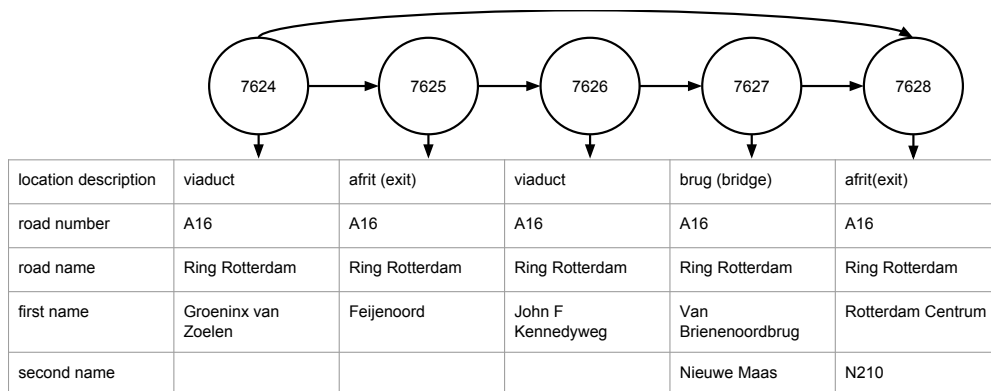 7624 7625 7626 7627 7628
location description viaduct afrit (exit) viaduct brug (bridge) afrit(exit)
road number A16 A16 A16 A16 A16
road name Ring Rotterdam Ring Rotterdam Ring Rotterdam Ring Rotterdam Ring Rotterdam
first name Groeninx van Feijenoord John F Van Rotterdam Centrum
Zoelen Kennedyweg Brienenoordbrug
second name Nieuwe Maas N210